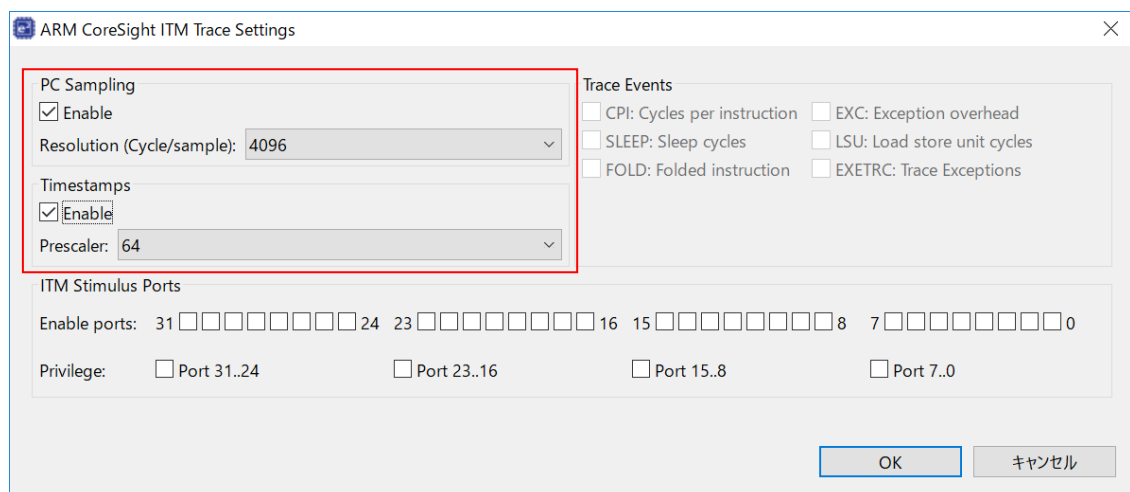 ARM CoreSight ITM Trace Settings
PC Sampling
Enable
Resolution (Cycle/sample): 4096
Timestamps
Enable
Prescaler: 64
Trace Events
CPI: Cycles per instruction EXC: Exception overhead
SLEEP: Sleep cycles LSU: Load store unit cycles
FOLD: Folded instruction EXETRC: Trace Exceptions
ITM Stimulus Ports
Enable ports: 31 24 23 16 15 8 7 0
Privilege: Port 31..24 Port 23..16 Port 15..8 Port 7..0
OK キャンセル